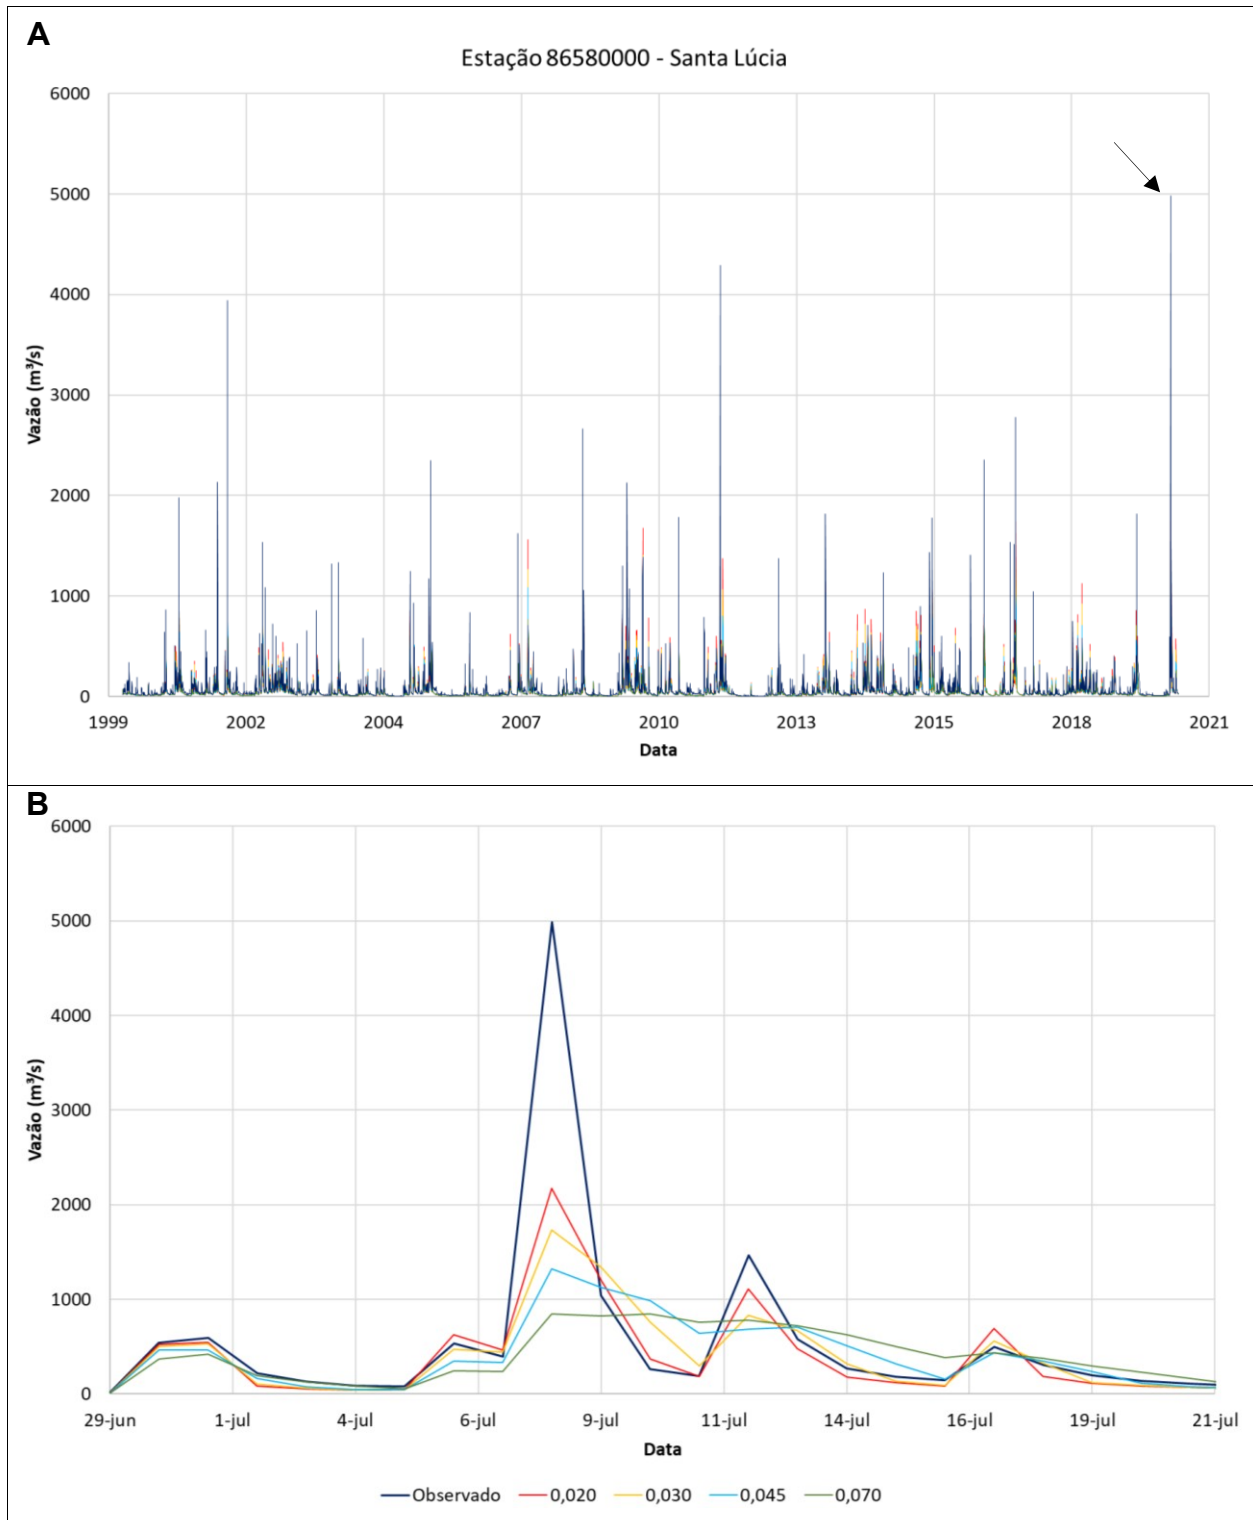 A
Estação 86580000 - Santa Lúcia
6000
5000
4000
3000
2000
1000
0
Vazão (m³/s)
1999 2002 2004 2007 2010 2013 2015 2018 2021
Data
B
6000
5000
4000
3000
2000
1000
0
Vazão (m³/s)
29-jun 1-jul 4-jul 6-jul 9-jul 11-jul 14-jul 16-jul 19-jul 21-jul
Data
Observado 0,020 0,030 0,045 0,070